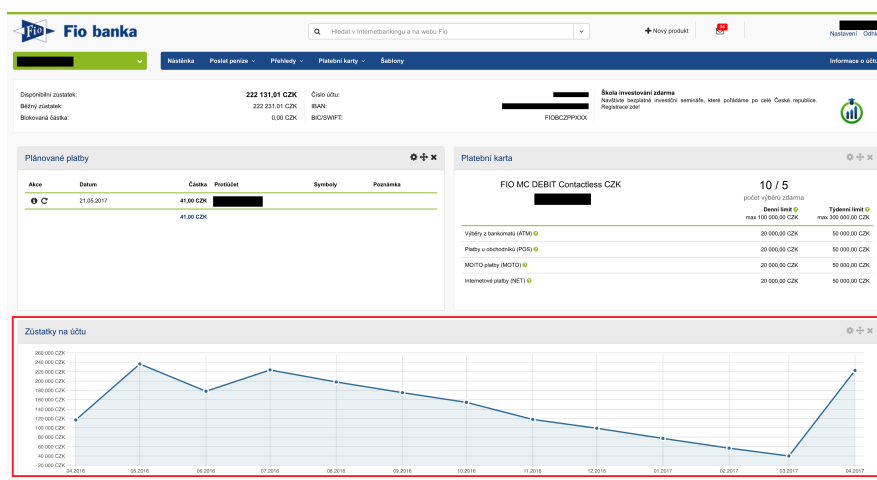 Fio Fio banka
Hledat v Internetbankingu a na webu Fio
Nový produkt
34
Nastavení Odhlá
Nástěnka Poslat peníze Přehledy Platební karty Šablony Informace o účtu
Disponibilní zůstatek: 222 131,01 CZK
Běžný zůstatek: 222 231,01 CZK
Blokovaná částka: 0,00 CZK
Číslo účtu:
IBAN:
BIC/SWIFT: FIOBCZPPXXX
Škola investování zdarma
Navštivte bezplatné investiční semináře, které pořádáme po celé České republice.
Registrace zde!
Plánované platby
Akce Datum Částka Protiúčet Symboly Poznámka
21.05.2017 41,00 CZK
41,00 CZK
Platební karta
FIO MC DEBIT Contactless CZK
10 / 5
počet výběrů zdarma
Denní limit Týdenní limit
max 100 000,00 CZK max 300 000,00 CZK
Výběry z bankomatů (ATM) 20 000,00 CZK 50 000,00 CZK
Platby u obchodníků (POS) 20 000,00 CZK 50 000,00 CZK
MO/TO platby (MOTO) 20 000,00 CZK 50 000,00 CZK
Internetové platby (NET) 20 000,00 CZK 50 000,00 CZK
Zůstatky na účtu
260 000 CZK
240 000 CZK
220 000 CZK
200 000 CZK
180 000 CZK
160 000 CZK
140 000 CZK
120 000 CZK
100 000 CZK
80 000 CZK
60 000 CZK
40 000 CZK
20 000 CZK
04.2016 05.2016 06.2016 07.2016 08.2016 09.2016 10.2016 11.2016 12.2016 01.2017 02.2017 03.2017 04.2017